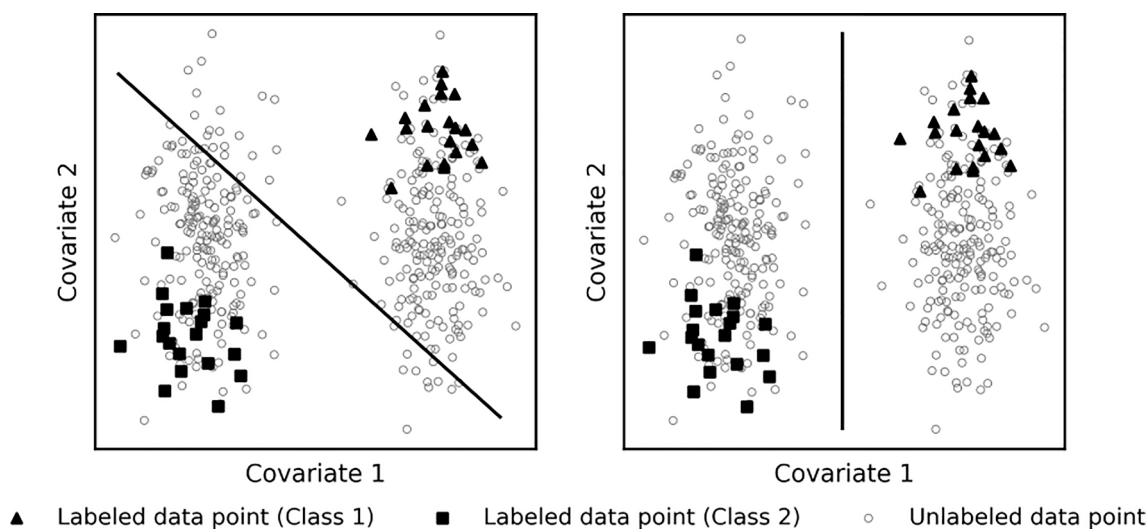 Covariate 2
Covariate 1
Covariate 2
Covariate 1
Labeled data point (Class 1)
Labeled data point (Class 2)
Unlabeled data point